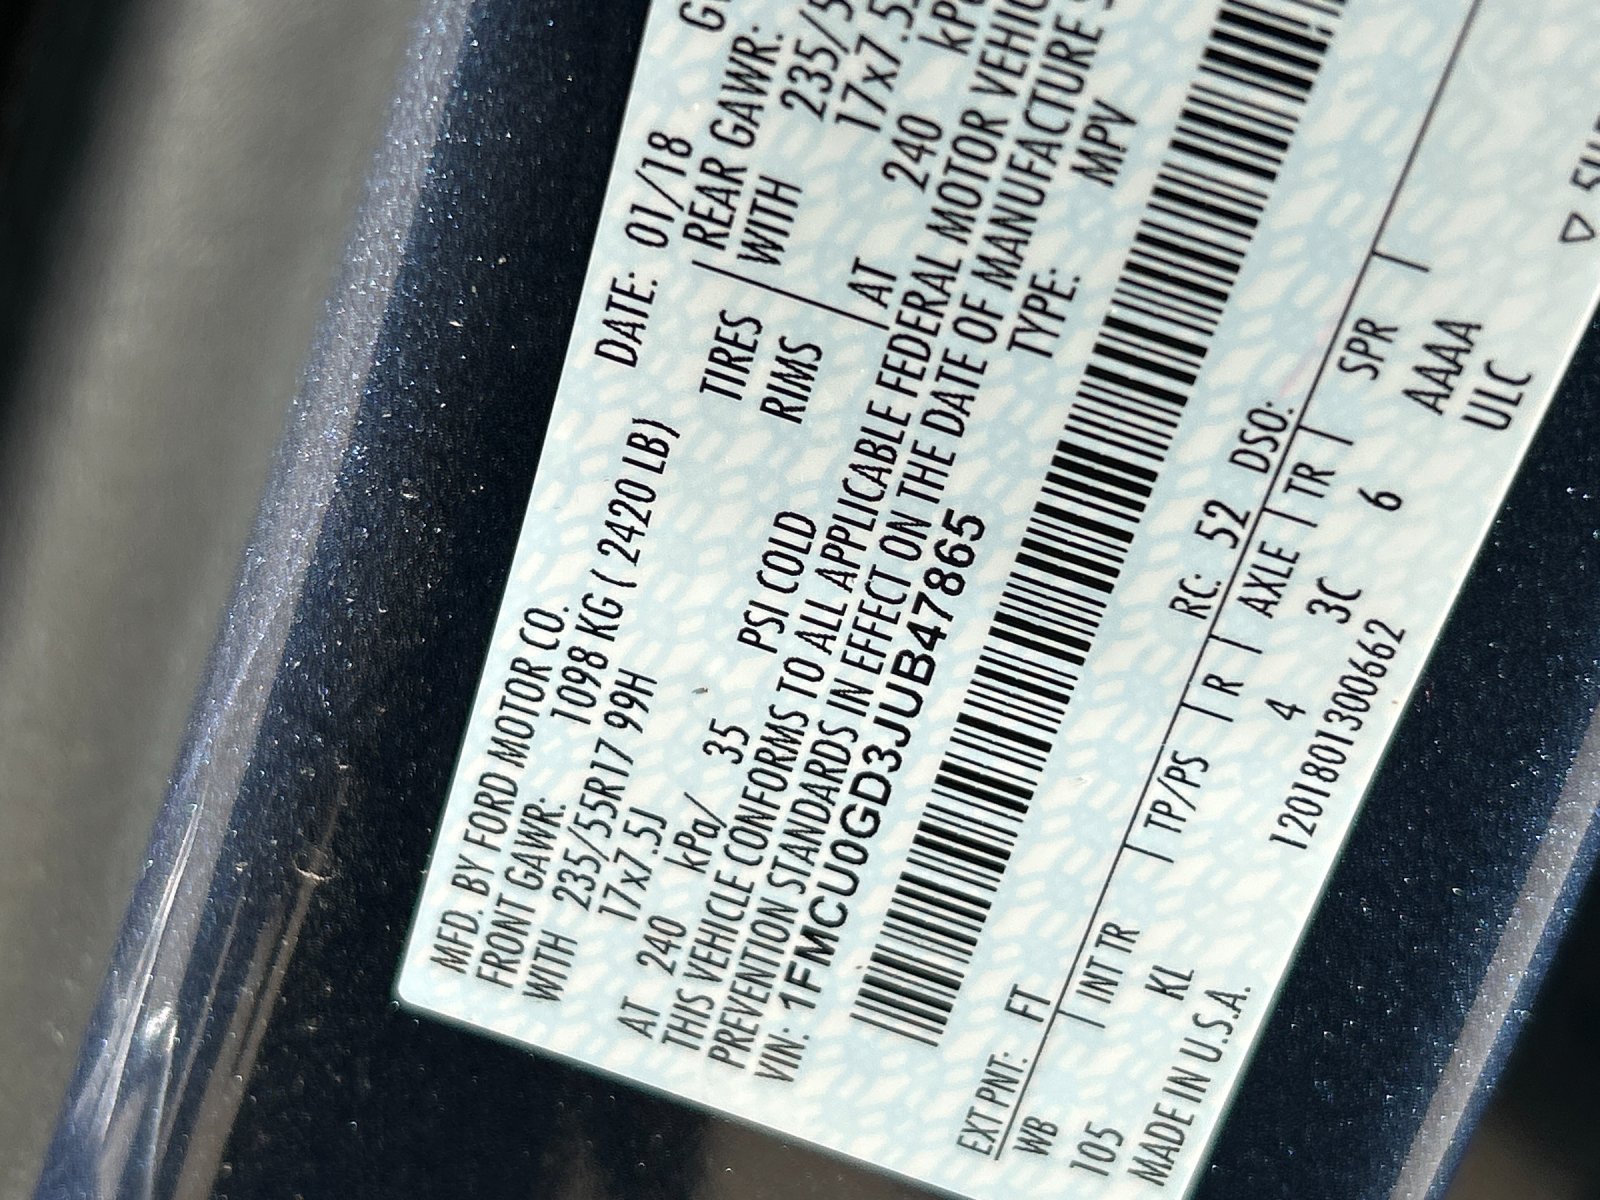 MFD. BY FORD MOTOR CO.
DATE: 01/18
FRONT GAWR: 1098 KG ( 2420 LB)
REAR GAWR:
WITH 235/55R17 99H
TIRES
WITH
17x7.5J
RIMS
17x7.5
AT 240 kPa/ 35 PSI COLD
AT 240
THIS VEHICLE CONFORMS TO ALL APPLICABLE FEDERAL MOTOR
PREVENTION STANDARDS IN EFFECT ON THE DATE OF MANUFACTURE
VIN: 1FMCU0GD3JUB47865
TYPE: MPV
EXT PNT: FT RC: 52 DSO:
WB | INT TR | TP/PS | R | AXLE | TR | SPR |
105 KL 4 3C 6 AAAA
MADE IN U.S.A. 1201801300662 ULC